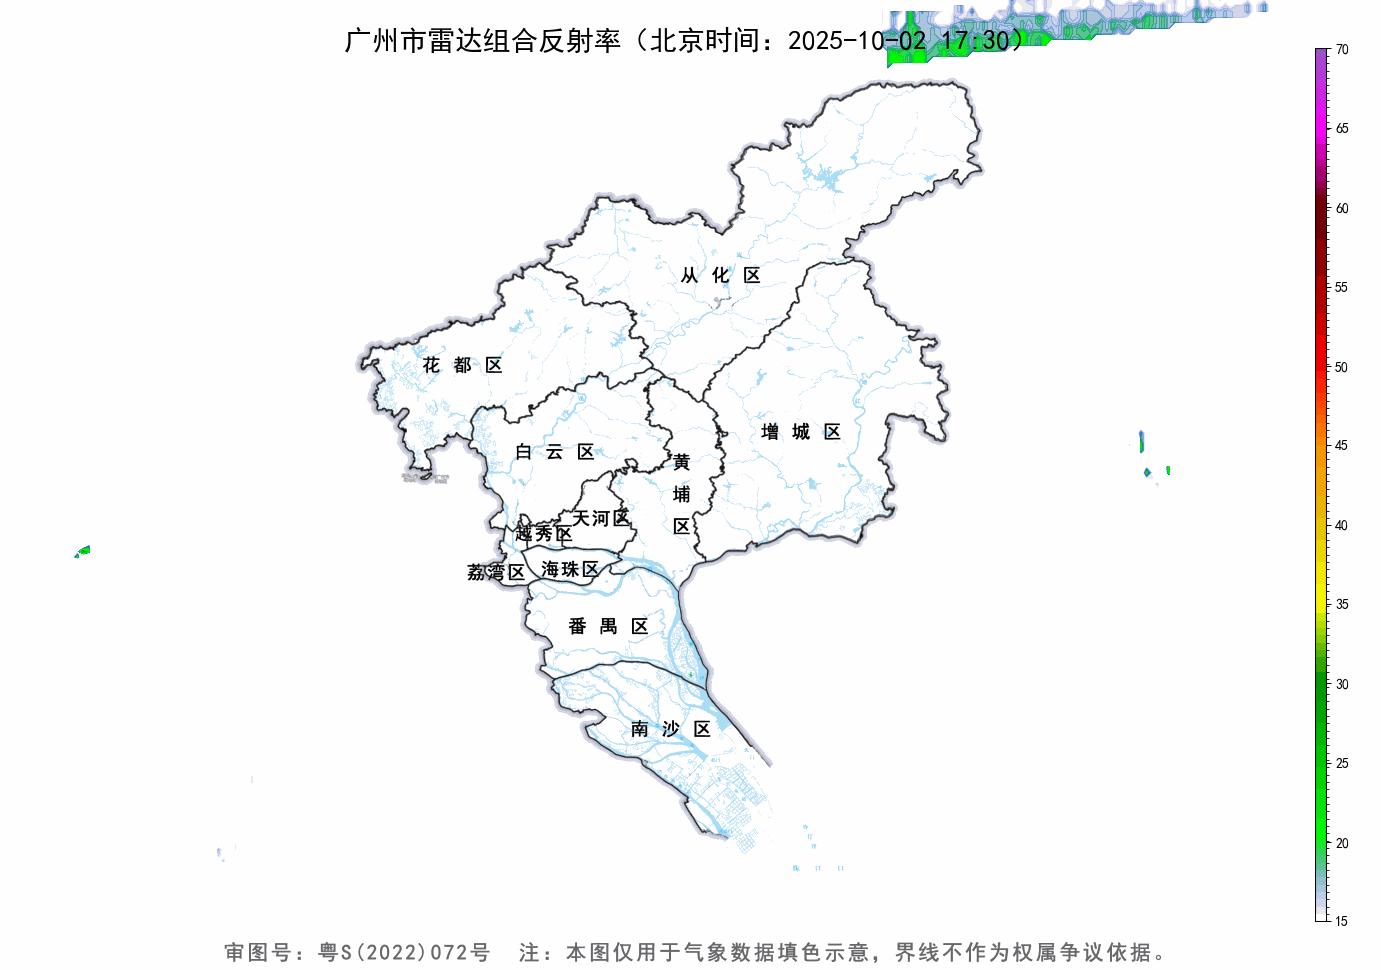 广州市雷达组合反射率（北京时间：2025-10-02 17:30）
70
65
60
55
50
45
40
35
30
25
20
15
从化区
花都区
增城区
白云区
黄埔区
天河区
越秀区
荔湾区
海珠区
番禺区
南沙区
审图号：粤S(2022)072号 注：本图仅用于气象数据填色示意，界线不作为权属争议依据。